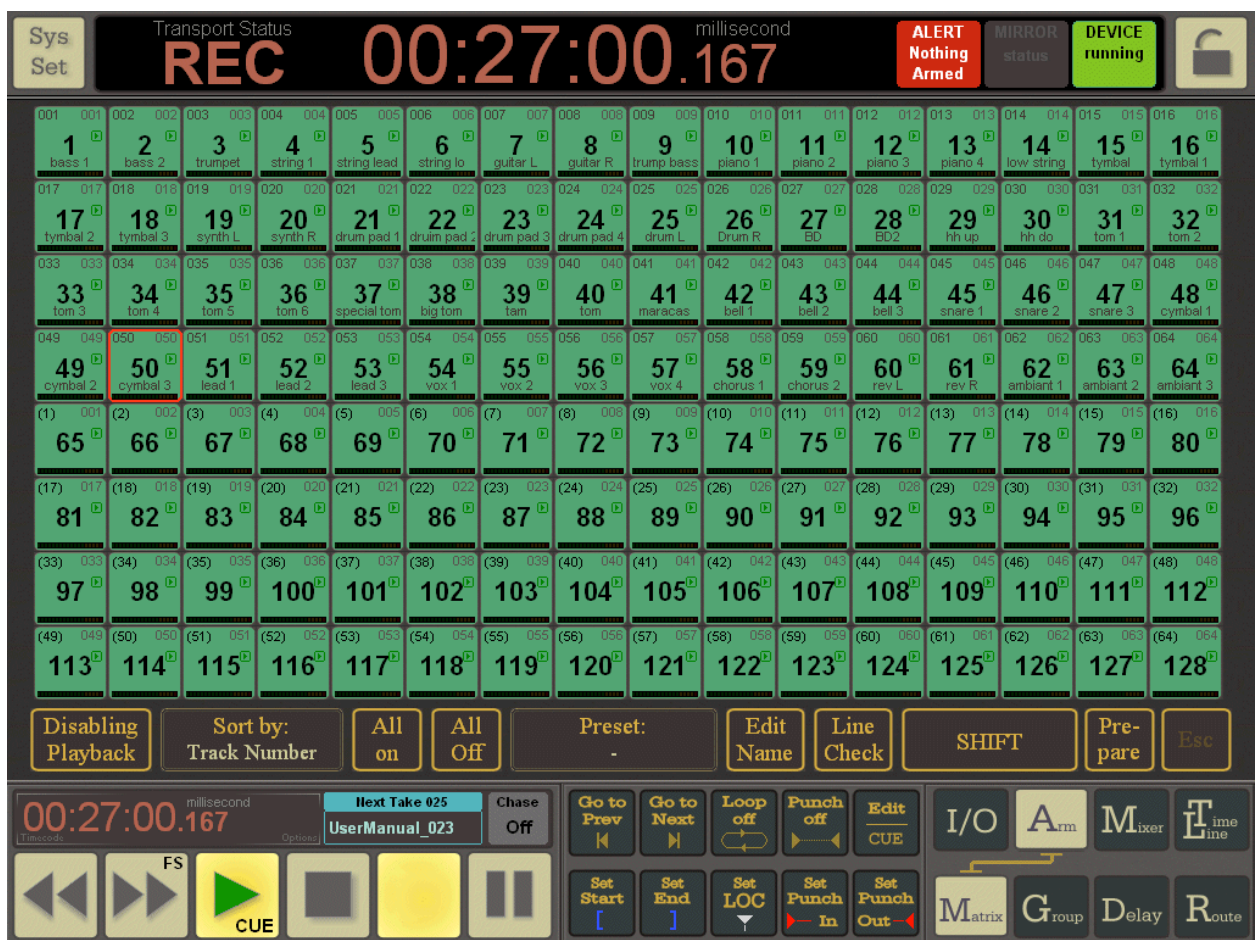 Sys
Set
Transport Status
REC
00:27:00.167
millisecond
ALERT
Nothing
Armed
MIRROR
status
DEVICE
running
001 001 002 002 003 003 004 004 005 005 006 006 007 007 008 008 009 009 010 010 011 011 012 012 013 013 014 014 015 015 016 016
1 2 3 4 5 6 7 8 9 10 11 12 13 14 15 16
bass 1 bass 2 trumpet string 1 string lead string lo guitar L guitar R trump bass piano 1 piano 2 piano 3 piano 4 low string tymbal tymbal 1
017 017 018 018 019 019 020 020 021 021 022 022 023 023 024 024 025 025 026 026 027 027 028 028 029 029 030 030 031 031 032 032
17 18 19 20 21 22 23 24 25 26 27 28 29 30 31 32
tymbal 2 tymbal 3 synth L synth R drum pad 1 druim pad 2 drum pad 3 drum pad 4 drum L Drum R BD BD2 hh up hh do tom 1 tom 2
033 033 034 034 035 035 036 036 037 037 038 038 039 039 040 040 041 041 042 042 043 043 044 044 045 045 046 046 047 047 048 048
33 34 35 36 37 38 39 40 41 42 43 44 45 46 47 48
tom 3 tom 4 tom 5 tom 6 special tom big tom tam tom maracas bell 1 bell 2 bell 3 snare 1 snare 2 snare 3 cymbal 1
049 049 050 050 051 051 052 052 053 053 054 054 055 055 056 056 057 057 058 058 059 059 060 060 061 061 062 062 063 063 064 064
49 50 51 52 53 54 55 56 57 58 59 60 61 62 63 64
cymbal 2 cymbal 3 lead 1 lead 2 lead 3 vox 1 vox 2 vox 3 vox 4 chorus 1 chorus 2 rev L rev R ambiant 1 ambiant 2 ambiant 3
(1) 001 (2) 002 (3) 003 (4) 004 (5) 005 (6) 006 (7) 007 (8) 008 (9) 009 (10) 010 (11) 011 (12) 012 (13) 013 (14) 014 (15) 015 (16) 016
65 66 67 68 69 70 71 72 73 74 75 76 77 78 79 80
(17) 017 (18) 018 (19) 019 (20) 020 (21) 021 (22) 022 (23) 023 (24) 024 (25) 025 (26) 026 (27) 027 (28) 028 (29) 029 (30) 030 (31) 031 (32) 032
81 82 83 84 85 86 87 88 89 90 91 92 93 94 95 96
(33) 033 (34) 034 (35) 035 (36) 036 (37) 037 (38) 038 (39) 039 (40) 040 (41) 041 (42) 042 (43) 043 (44) 044 (45) 045 (46) 046 (47) 047 (48) 048
97 98 99 100 101 102 103 104 105 106 107 108 109 110 111 112
(49) 049 (50) 050 (51) 051 (52) 052 (53) 053 (54) 054 (55) 055 (56) 056 (57) 057 (58) 058 (59) 059 (60) 060 (61) 061 (62) 062 (63) 063 (64) 064
113 114 115 116 117 118 119 120 121 122 123 124 125 126 127 128
Disabling
Playback
Sort by:
Track Number
All
on
All
Off
Preset:
-
Edit
Name
Line
Check
SHIFT
Pre-
pare
Esc
00:27:00.167
millisecond
Timecode
Options
Next Take 025
UserManual_023
Chase
Off
FS
CUE
Go to
Prev
Go to
Next
Loop
off
Punch
off
Edit
CUE
Set
Start
[
Set
End
]
Set
LOC
Set
Punch
In
Set
Punch
Out
I/O
Arm
Mixer
Time
Line
Matrix
Group
Delay
Route